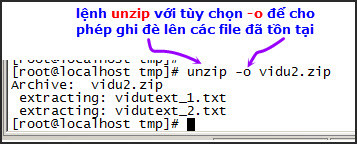 lệnh unzip với tùy chọn -o để cho
phép ghi đè lên các file đã tồn tại
[root@localhost tmp]#
[root@localhost tmp]# unzip -o vidu2.zip
Archive:  vidu2.zip
 extracting: vidutext_1.txt
 extracting: vidutext_2.txt
[root@localhost tmp]#